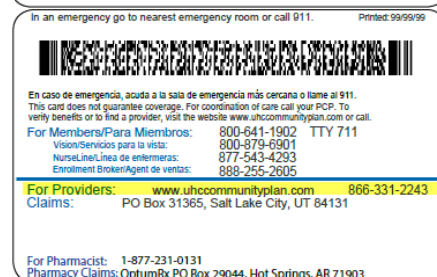 In an emergency go to nearest emergency room or call 911. Printed: 99/99/99
En caso de emergencia, acuda a la sala de emergencia más cercana o llame al 911.
This card does not guarantee coverage. For coordination of care call your PCP. To
verify benefits or to find a provider, visit the website www.uhccommunityplan.com or call.
For Members/Para Miembros: 800-641-1902 TTY 711
Vision/Servicios para la vista: 800-879-6901
NurseLine/Línea de enfermeras: 877-543-4293
Enrollment Broker/Agent de ventas: 888-255-2605
For Providers: www.uhccommunityplan.com 866-331-2243
Claims: PO Box 31365, Salt Lake City, UT 84131
For Pharmacist: 1-877-231-0131
Pharmacy Claims: OptumRx PO Box 29044, Hot Springs, AR 71903